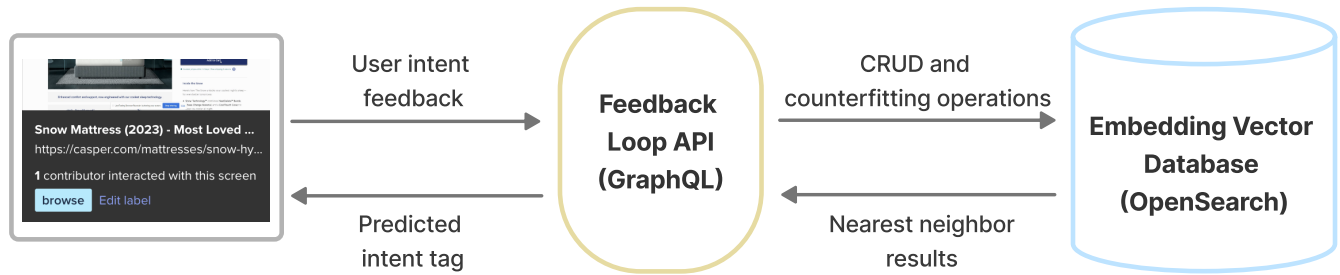 Snow Mattress (2023) - Most Loved ...
https://casper.com/mattresses/snow-hy...
1 contributor interacted with this screen
browse Edit label
User intent
feedback
Predicted
intent tag
Feedback
Loop API
(GraphQL)
CRUD and
counterfitting operations
Nearest neighbor
results
Embedding Vector
Database
(OpenSearch)